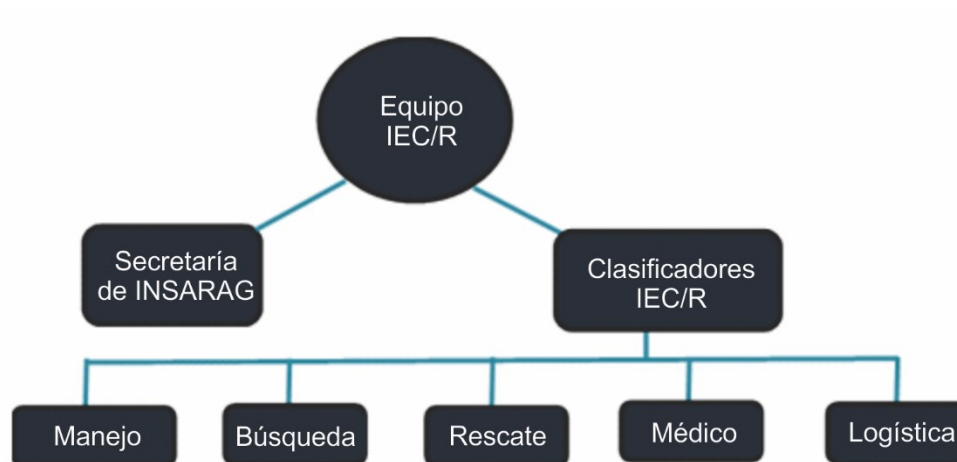 Equipo
IEC/R
Secretaría
de INSARAG
Clasificadores
IEC/R
Manejo
Búsqueda
Rescate
Médico
Logística